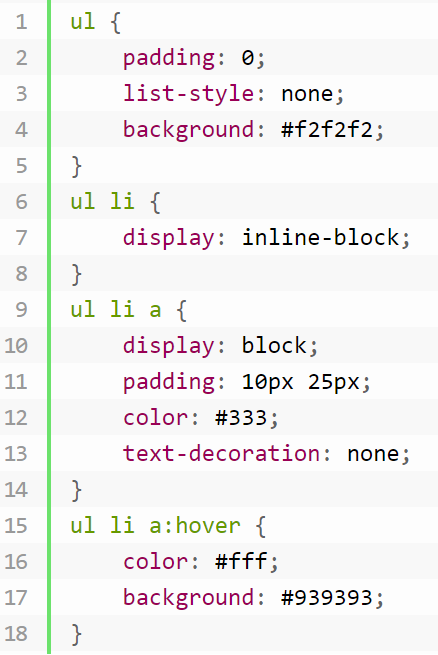 1 ul {
2     padding: 0;
3     list-style: none;
4     background: #f2f2f2;
5 }
6 ul li {
7     display: inline-block;
8 }
9 ul li a {
10     display: block;
11     padding: 10px 25px;
12     color: #333;
13     text-decoration: none;
14 }
15 ul li a:hover {
16     color: #fff;
17     background: #939393;
18 }